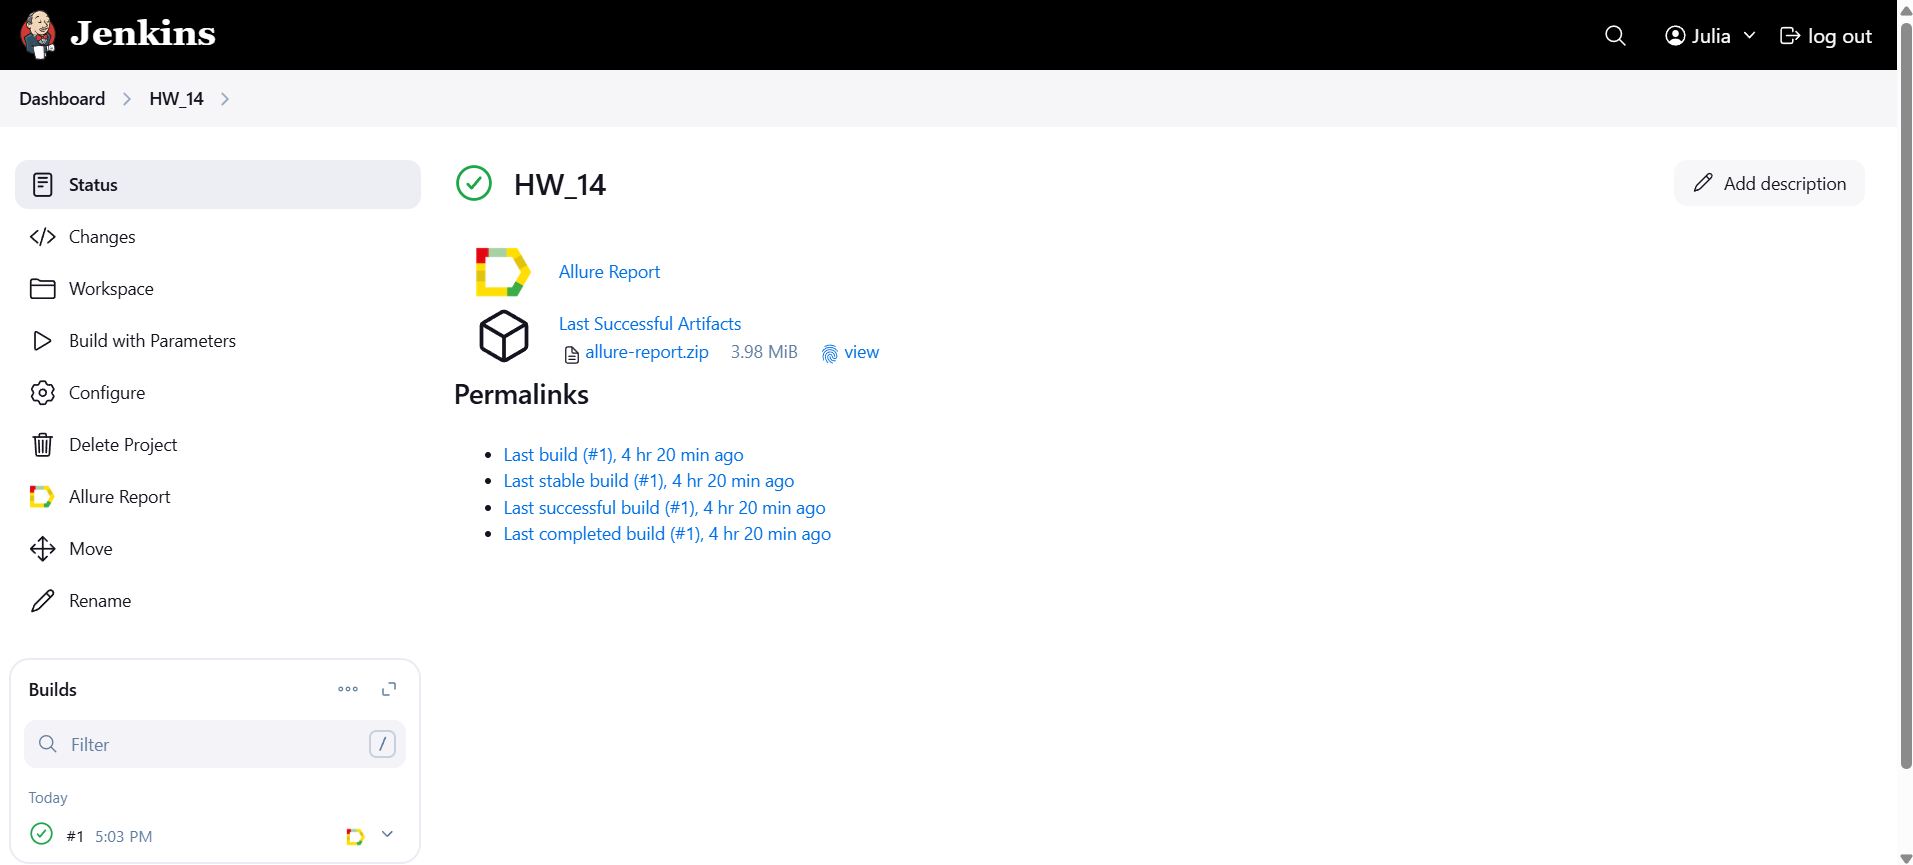 Jenkins
Julia
log out
Dashboard
HW_14
Status
Changes
Workspace
Build with Parameters
Configure
Delete Project
Allure Report
Move
Rename
Builds
Filter
/
Today
#1 5:03 PM
HW_14
Add description
Allure Report
Last Successful Artifacts
allure-report.zip 3.98 MiB view
Permalinks
Last build (#1), 4 hr 20 min ago
Last stable build (#1), 4 hr 20 min ago
Last successful build (#1), 4 hr 20 min ago
Last completed build (#1), 4 hr 20 min ago